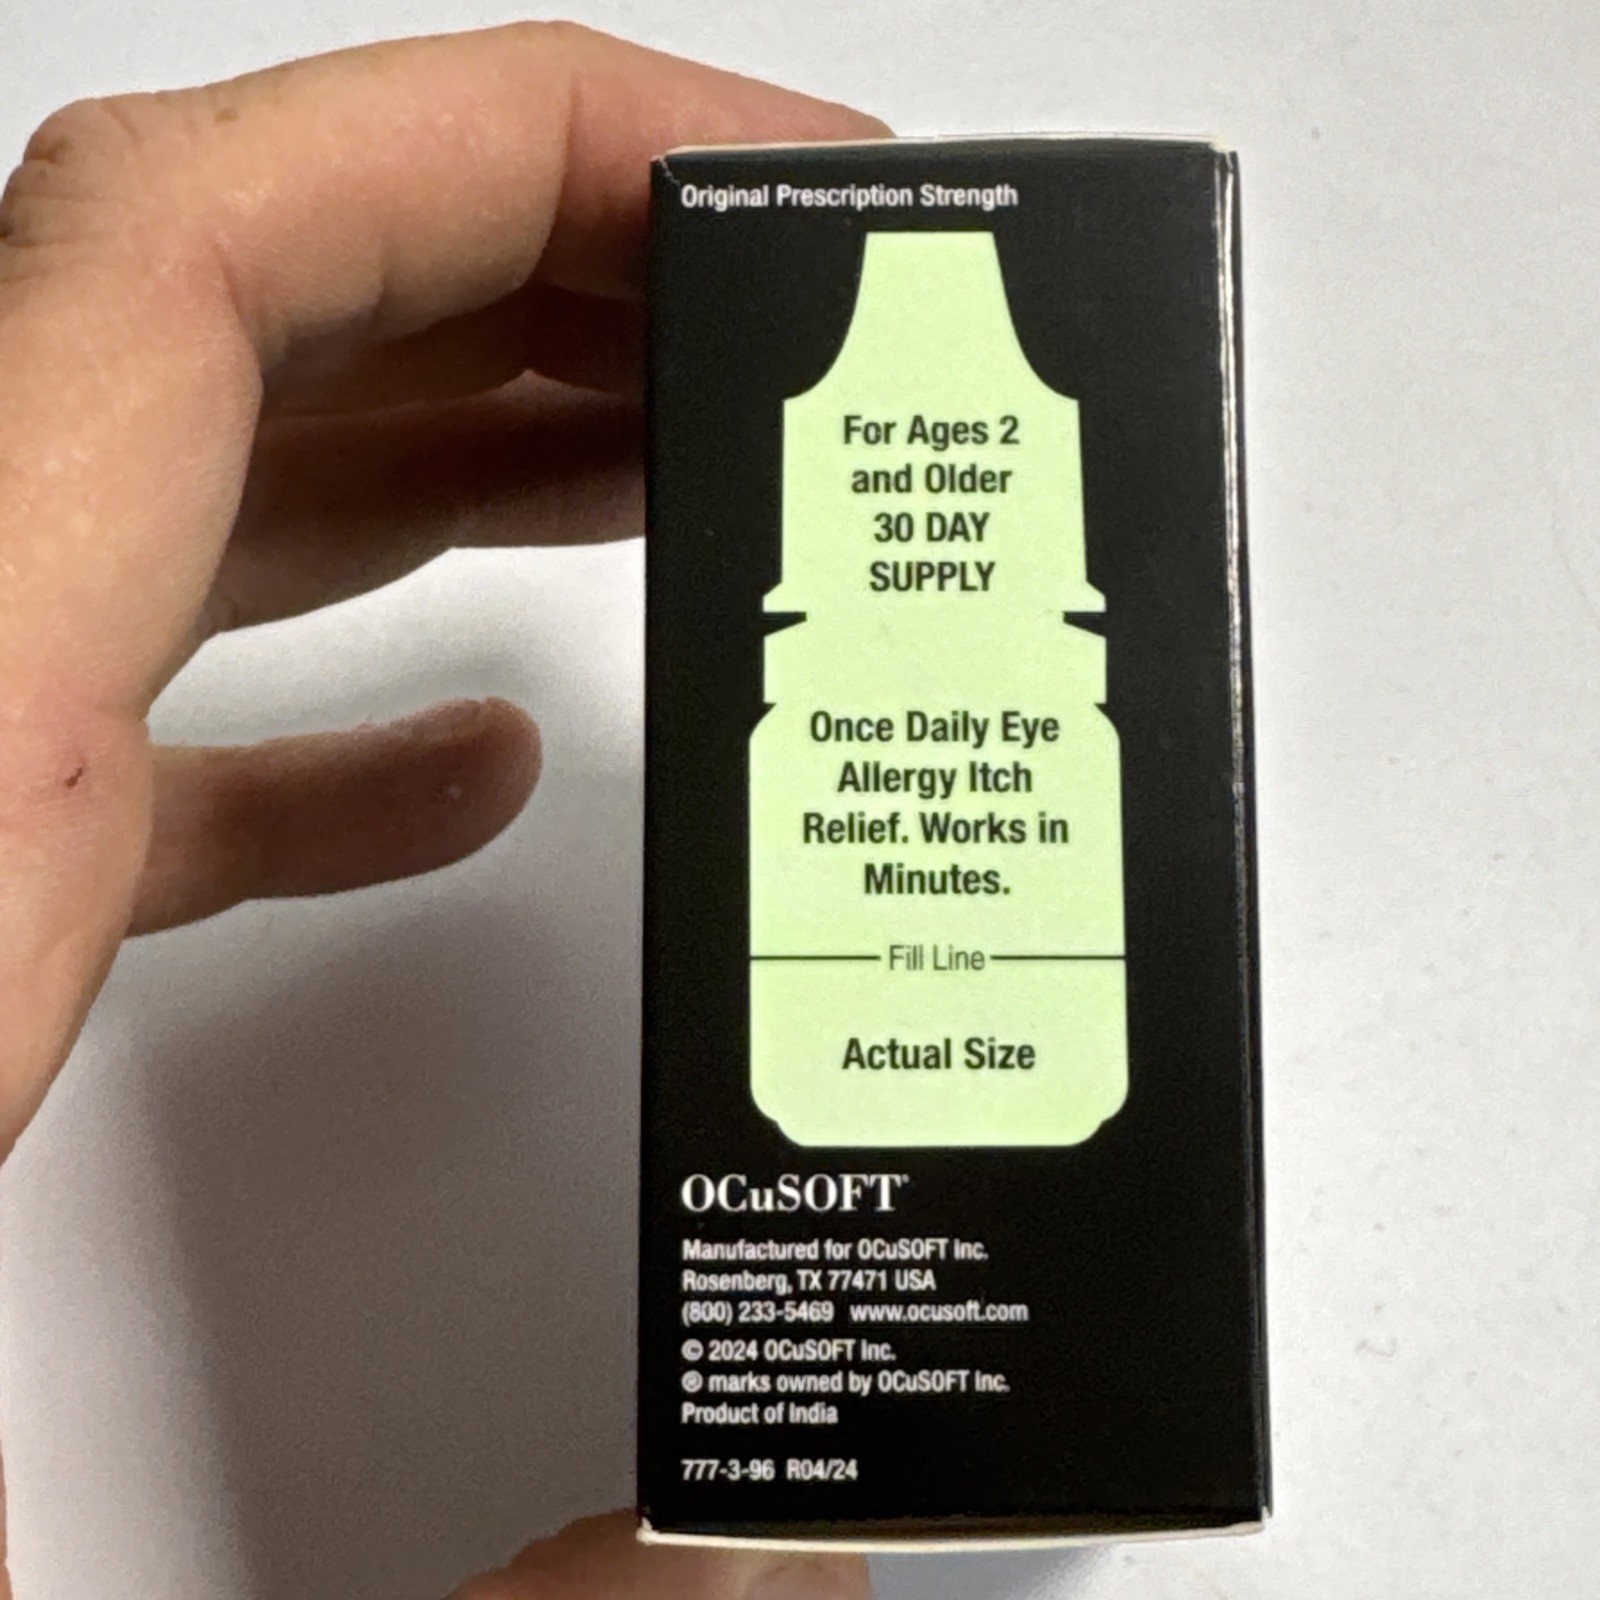 Original Prescription Strength
For Ages 2
and Older
30 DAY
SUPPLY
Once Daily Eye
Allergy Itch
Relief. Works in
Minutes.
Fill Line
Actual Size
OCuSOFT®
Manufactured for OCuSOFT Inc.
Rosenberg, TX 77471 USA
(800) 233-5469 www.ocusoft.com
© 2024 OCuSOFT Inc.
® marks owned by OCuSOFT Inc.
Product of India
777-3-96 R04/24